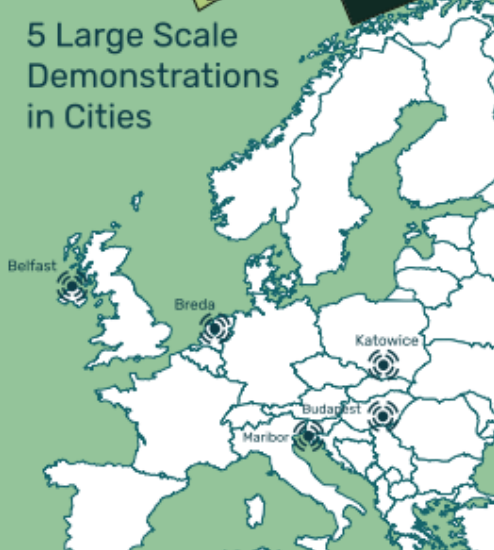 5 Large Scale
Demonstrations
in Cities
Belfast
Breda
Katowice
Budapest
Maribor